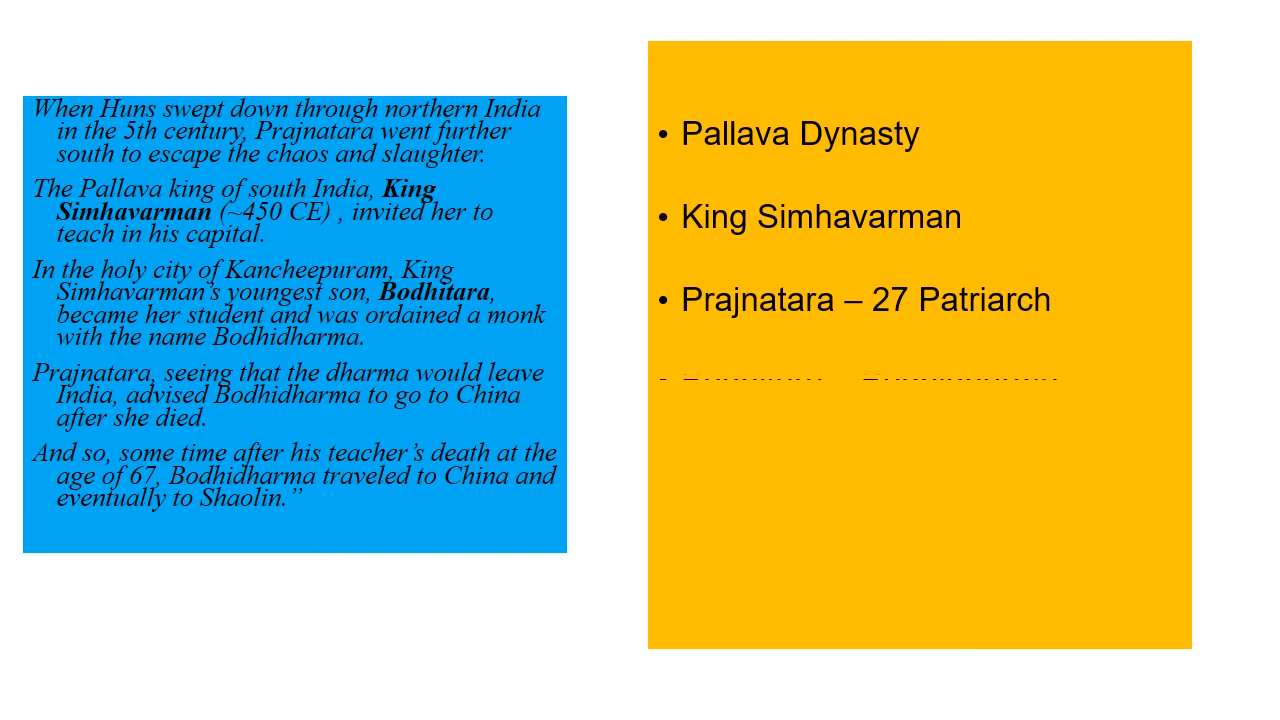 When Huns swept down through northern India
in the 5th century, Prajnatara went further
south to escape the chaos and slaughter.
The Pallava king of south India, King
Simhavarman (~450 CE) , invited her to
teach in his capital.
In the holy city of Kancheepuram, King
Simhavarman’s youngest son, Bodhitara,
became her student and was ordained a monk
with the name Bodhidharma.
Prajnatara, seeing that the dharma would leave
India, advised Bodhidharma to go to China
after she died.
And so, some time after his teacher’s death at the
age of 67, Bodhidharma traveled to China and
eventually to Shaolin.”
• Pallava Dynasty
• King Simhavarman
• Prajnatara – 27 Patriarch